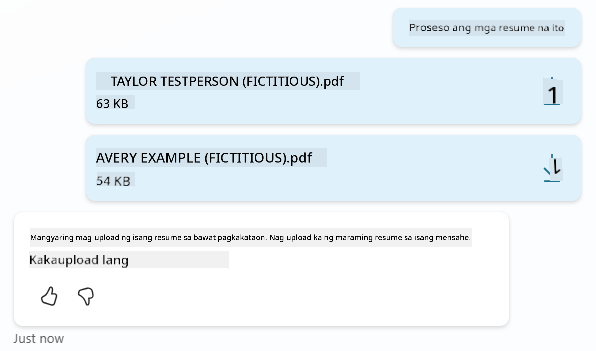 Proseso ang mga resume na ito
TAYLOR TESTPERSON (FICTITIOUS).pdf
63 KB
1
AVERY EXAMPLE (FICTITIOUS).pdf
54 KB
Mangyaring mag upload ng isang resume sa bawat pagkakataon. Nag upload ka ng maraming resume sa isang mensahe.
Kakaupload lang
Just now